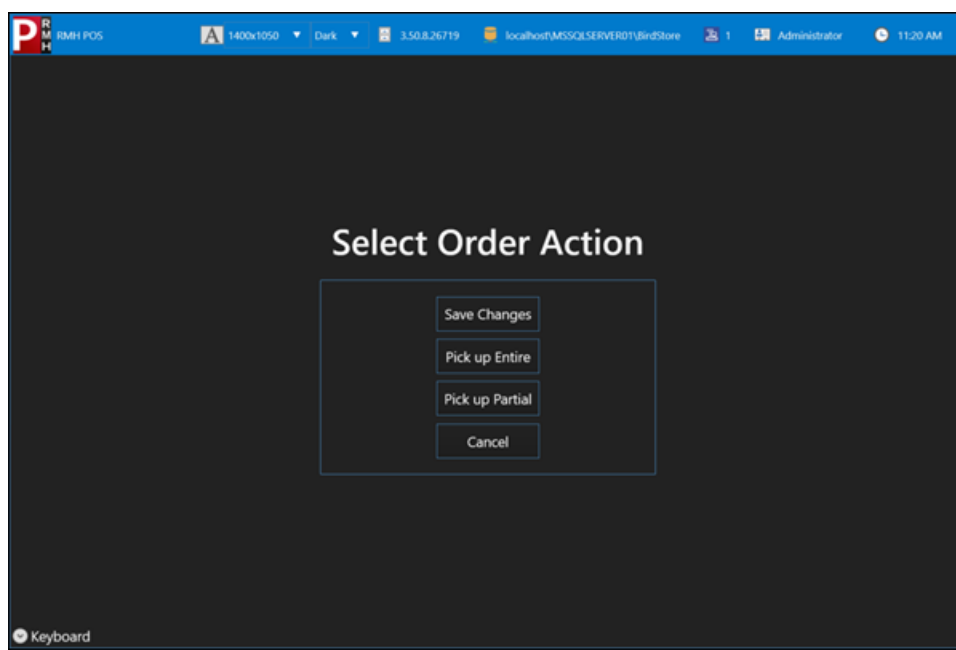 P RMH RMH POS A 1400x1050 Dark 3.50.8.26719 localhost\MSSQLSERVER01\BirdStore 1 Administrator 11:20 AM
Select Order Action
Save Changes
Pick up Entire
Pick up Partial
Cancel
Keyboard